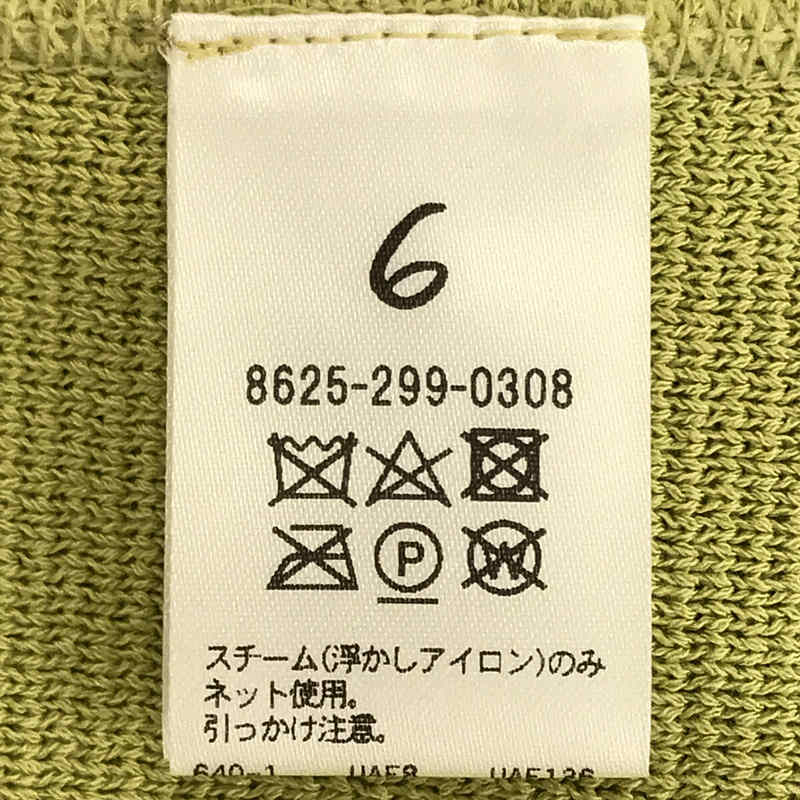 6
8625-299-0308
P
W
スチーム(浮かしアイロン)のみ
ネット使用。
引っかけ注意。